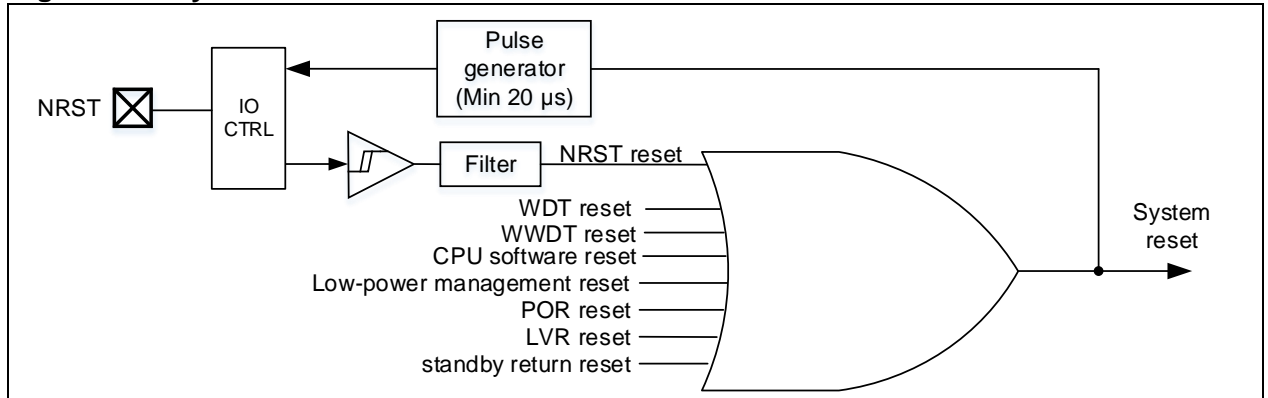 Pulse
generator
(Min 20 µs)
NRST
IO
CTRL
Filter
NRST reset
WDT reset
WWDT reset
CPU software reset
Low-power management reset
POR reset
LVR reset
standby return reset
System
reset